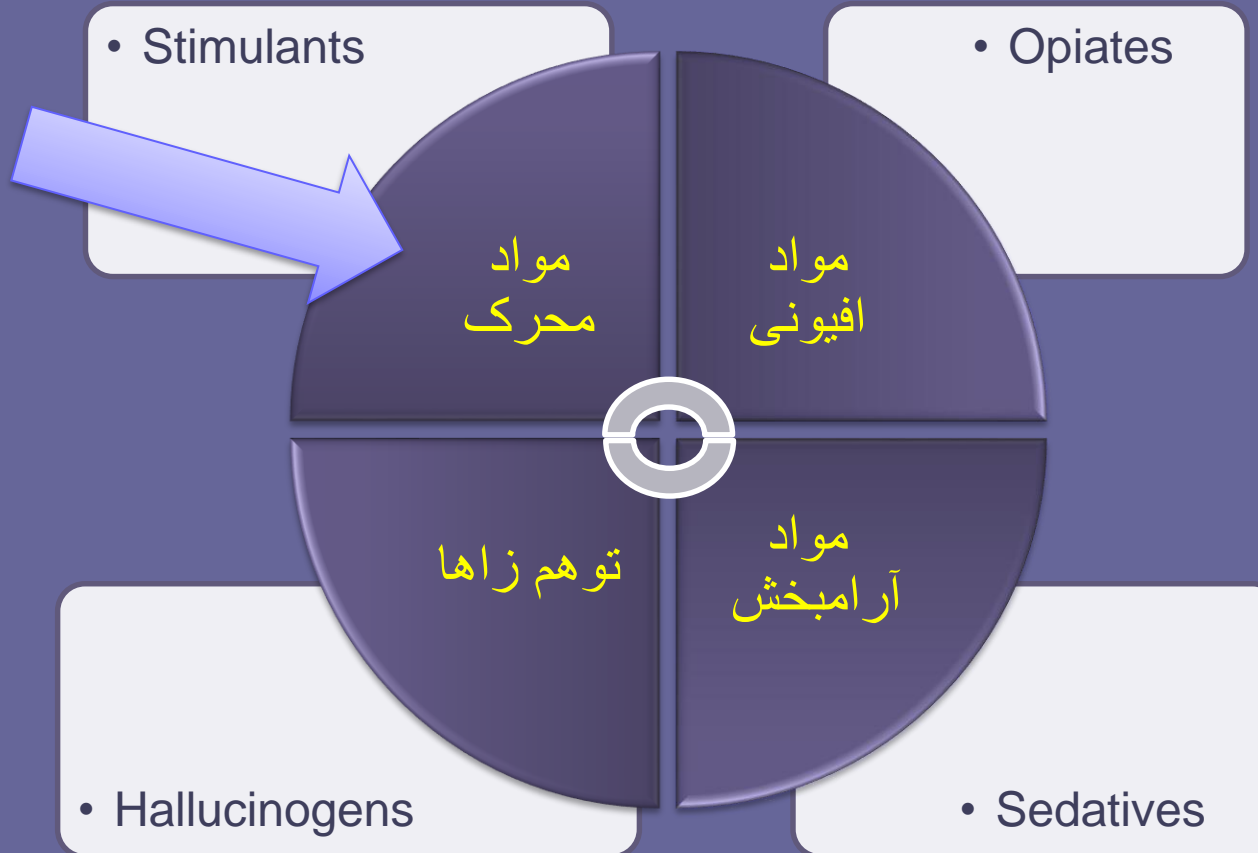 • Stimulants
• Opiates
مواد
محرک
مواد
افیونی
توهم زاها
مواد
آرامبخش
• Hallucinogens
• Sedatives